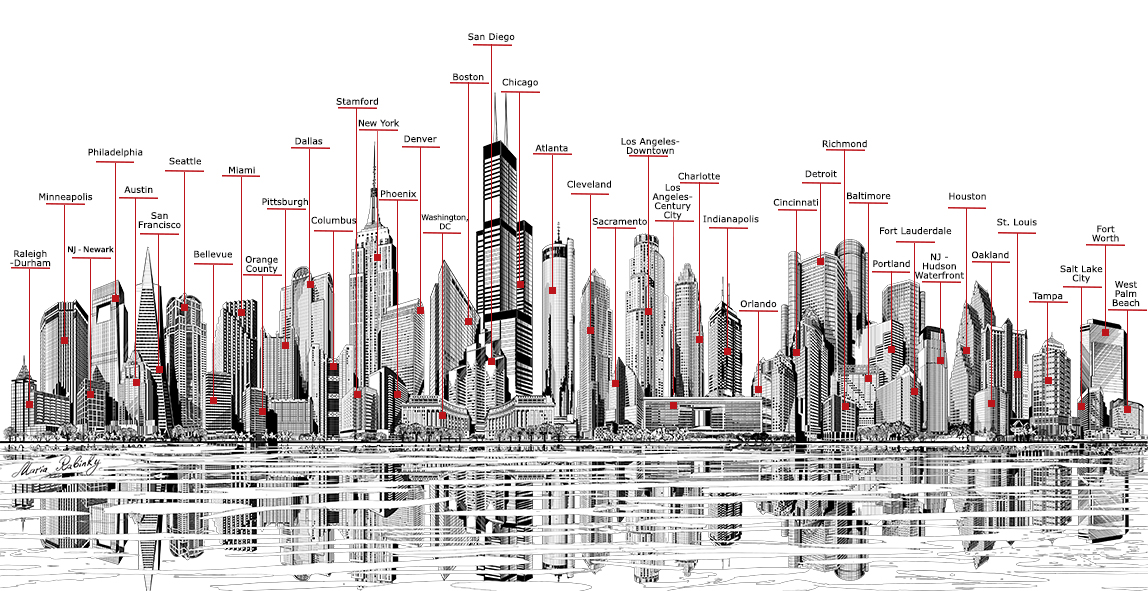 San Diego
Boston
Chicago
Stamford
New York
Denver
Dallas
Los Angeles-
Downtown
Richmond
Atlanta
Philadelphia
Seattle
Miami
Detroit
Charlotte
Cleveland
Los
Angeles-
Century
City
Minneapolis
Austin
Phoenix
Baltimore
Houston
Pittsburgh
Cincinnati
San
Francisco
Columbus
Washington,
DC
Sacramento
Indianapolis
St. Louis
Fort Lauderdale
Fort
Worth
NJ - Newark
Raleigh
-Durham
Bellevue
Orange
County
Portland
NJ -
Hudson
Waterfront
Oakland
Salt Lake
City
West
Palm
Beach
Tampa
Orlando
Maria Rabinky